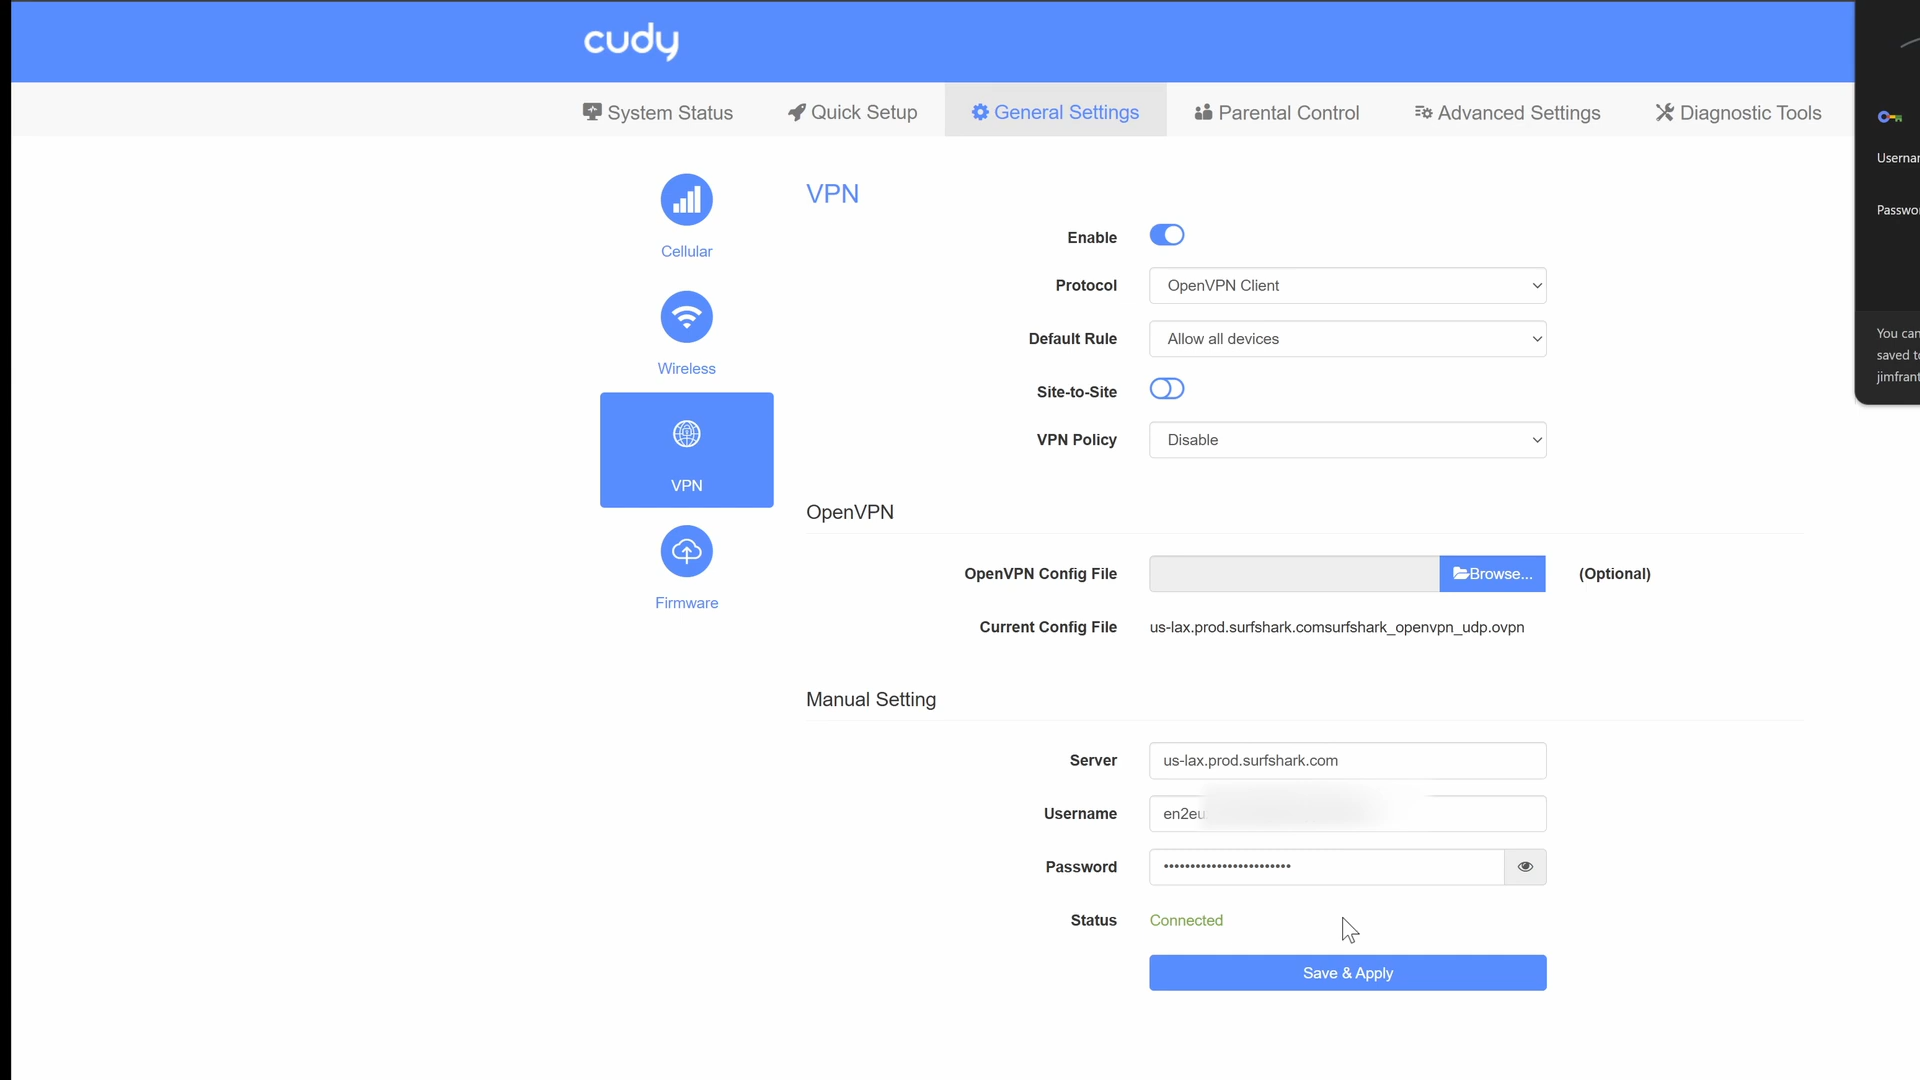 cudy
System Status
Quick Setup
General Settings
Parental Control
Advanced Settings
Diagnostic Tools
Cellular
Wireless
VPN
Firmware
VPN
Enable
Protocol
OpenVPN Client
Default Rule
Allow all devices
Site-to-Site
VPN Policy
Disable
OpenVPN
OpenVPN Config File
Browse...
(Optional)
Current Config File
us-lax.prod.surfshark.comsurfshark_openvpn_udp.ovpn
Manual Setting
Server
us-lax.prod.surfshark.com
Username
en2eu
Password
Status
Connected
Save & Apply
You can
saved